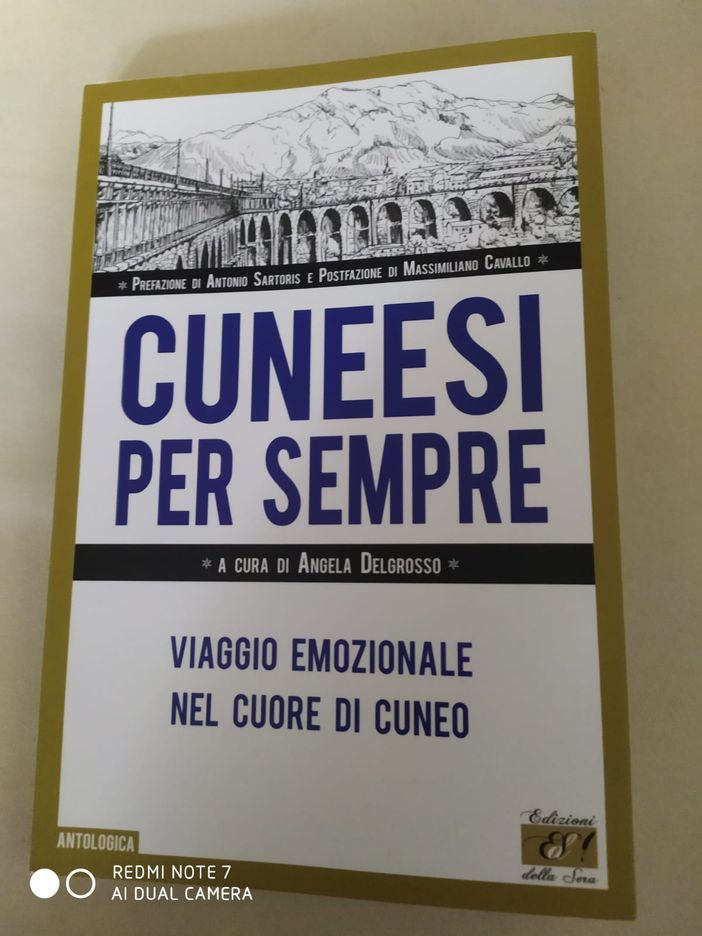 * PREFAZIONE DI ANTONIO SARTORIS E POSTFAZIONE DI MASSIMILIANO CAVALLO *
CUNEESI
PER SEMPRE
* A CURA DI ANGELA DELGROSSO *
VIAGGIO EMOZIONALE
NEL CUORE DI CUNEO
ANTOLOGICA
Edizioni
ES!
della Sera
REDMI NOTE 7
AI DUAL CAMERA